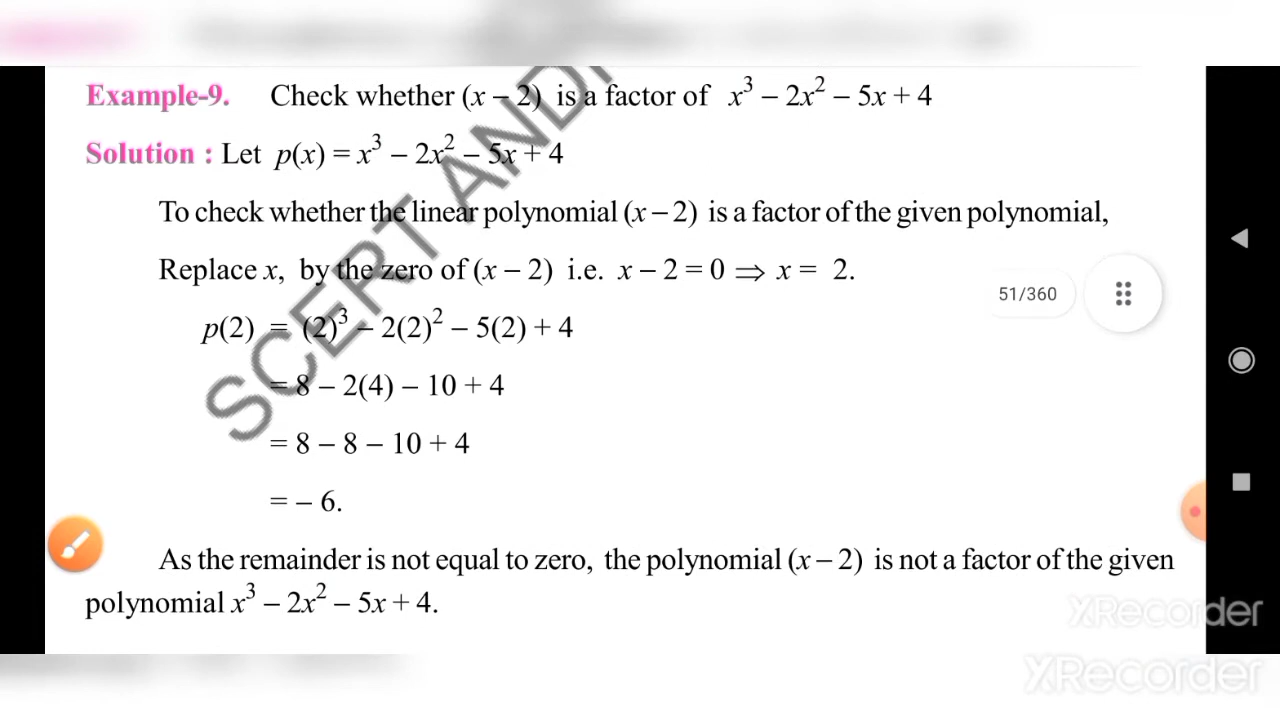 Example-9. Check whether (x – 2) is a factor of x³ – 2x² – 5x + 4
Solution : Let p(x) = x³ – 2x² – 5x + 4
To check whether the linear polynomial (x – 2) is a factor of the given polynomial,
Replace x, by the zero of (x – 2) i.e. x – 2 = 0 ⇒ x = 2.
51/360
p(2) = (2)³ – 2(2)² – 5(2) + 4
= 8 – 2(4) – 10 + 4
= 8 – 8 – 10 + 4
= – 6.
As the remainder is not equal to zero, the polynomial (x – 2) is not a factor of the given
polynomial x³ – 2x² – 5x + 4.
SCERT
XRecorder
XRecorder